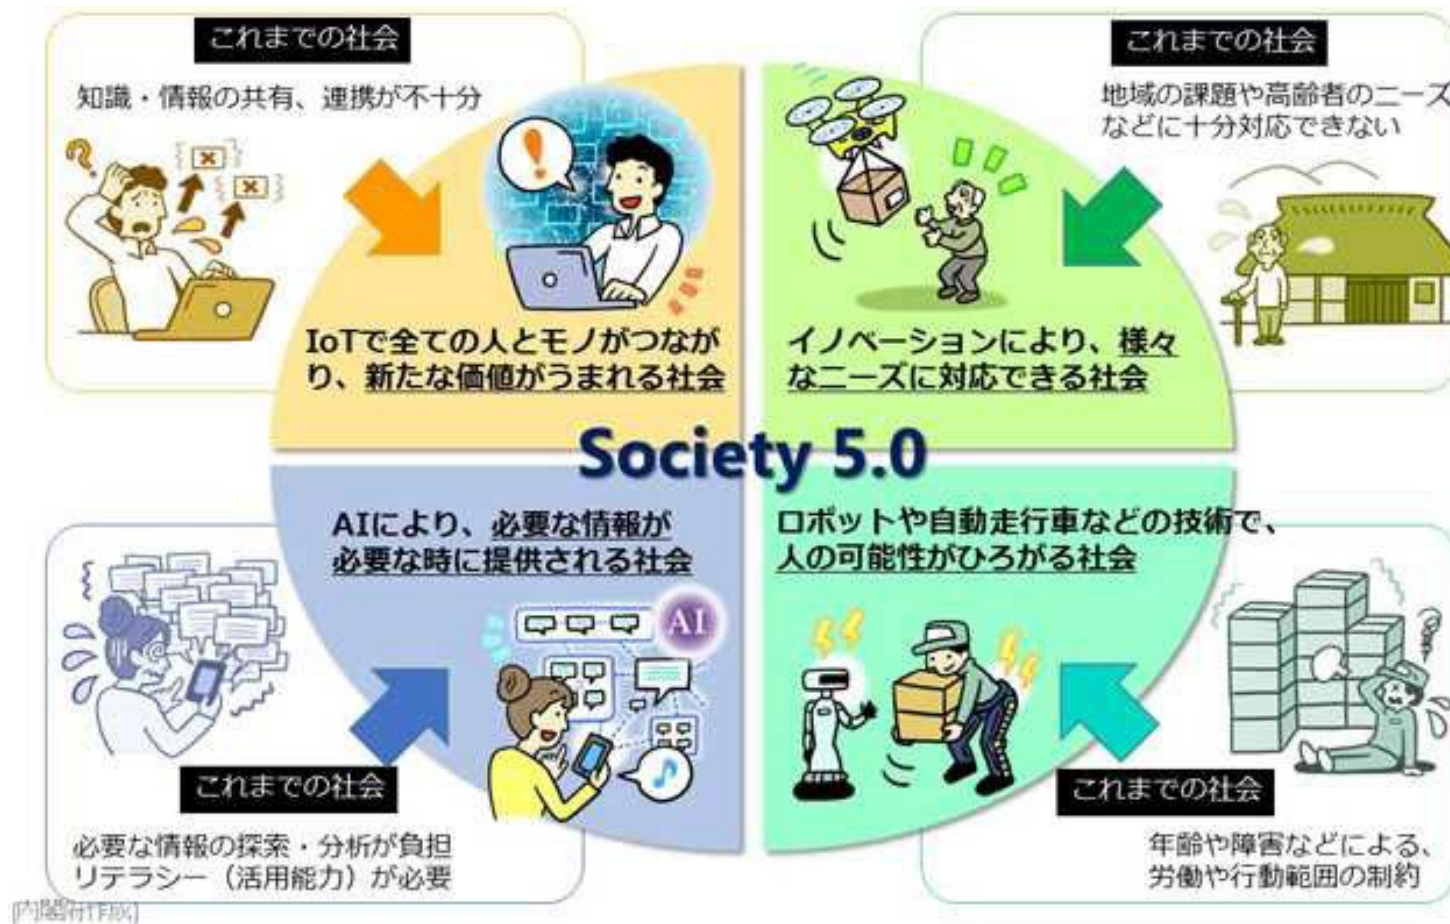 これまでの社会
知識・情報の共有、連携が不十分
IoTで全ての人とモノがつなが
り、新たな価値がうまれる社会
これまでの社会
地域の課題や高齢者のニーズ
などに十分対応できない
イノベーションにより、様々
なニーズに対応できる社会
Society 5.0
AIにより、必要な情報が
必要な時に提供される社会
AI
これまでの社会
必要な情報の探索・分析が負担
リテラシー（活用能力）が必要
ロボットや自動走行車などの技術で、
人の可能性がひろがる社会
これまでの社会
年齢や障害などによる、
労働や行動範囲の制約
[内閣府作成]